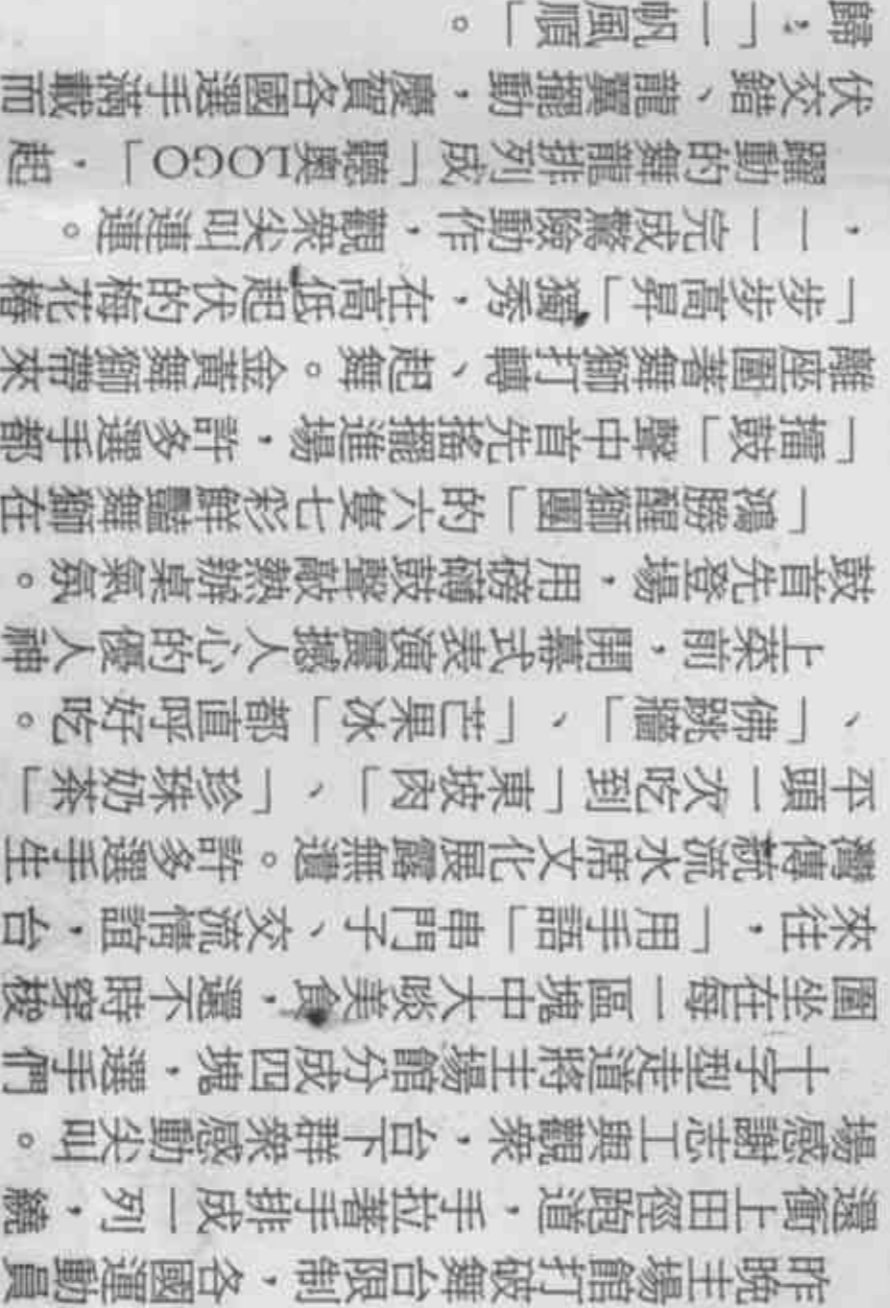 昨晚主場館打破舞台限制，各國運動員
邊衝上田徑跑道，手拉著手排成一列，繞
場感謝志工與觀眾，台下群眾感動尖叫。
十字型走道將主場館分成四塊，選手們
圍坐在每一區塊中大啖美食，還不時穿梭
來往，「用手語」串門子、交流情誼，台
灣傳統流水席文化展露無遺。許多選手生
平頭一次吃到「東坡肉」、「珍珠奶茶」
、「佛跳牆」、「芒果冰」都直呼好吃。
上菜前，開幕式表演震撼人心的優人神
鼓首先登場，用磅礡鼓聲敲熱辦桌氣氛。
「鴻勝醒獅團」的六隻七彩鮮豔舞獅在
「擂鼓」聲中首先搖擺進場，許多選手都
離座圍著舞獅打轉、起舞。金黃舞獅帶來
「步步高昇」獨秀，在高低起伏的梅花樁
，一一完成驚險動作，觀眾尖叫連連。
躍動的舞龍排列成「聽奧LOGO」，起
伏交錯、龍翼擺動，慶賀各國選手滿載而
歸，「一帆風順」。